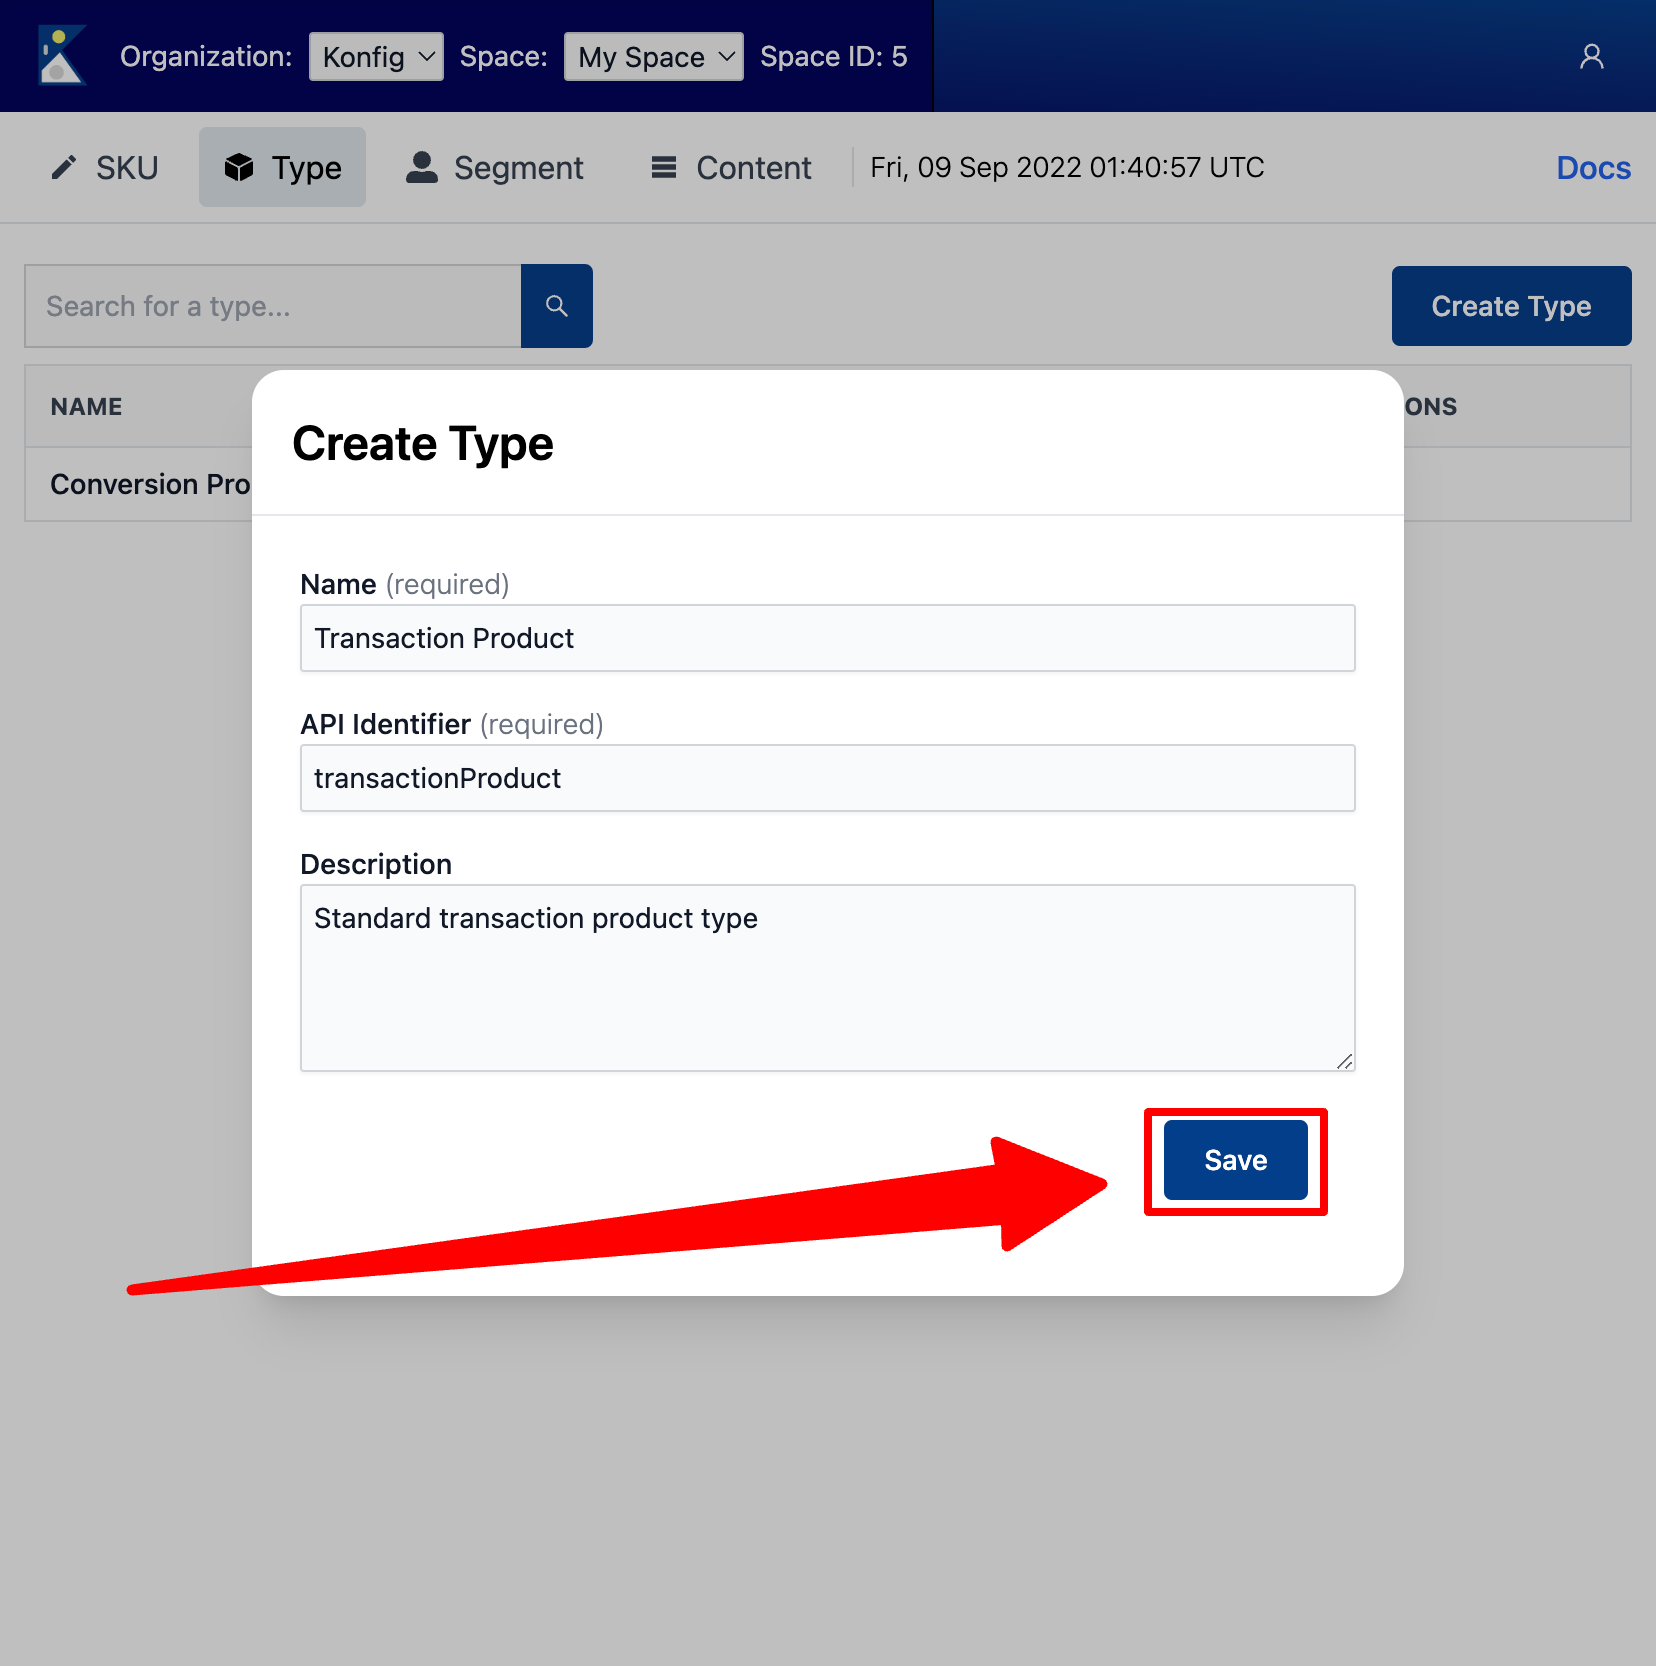 Organization: Konfig Space: My Space Space ID: 5
SKU Type Segment Content Fri, 09 Sep 2022 01:40:57 UTC Docs
Search for a type... Create Type
NAME ONS
Conversion Pro
Create Type
Name (required)
Transaction Product
API Identifier (required)
transactionProduct
Description
Standard transaction product type
Save